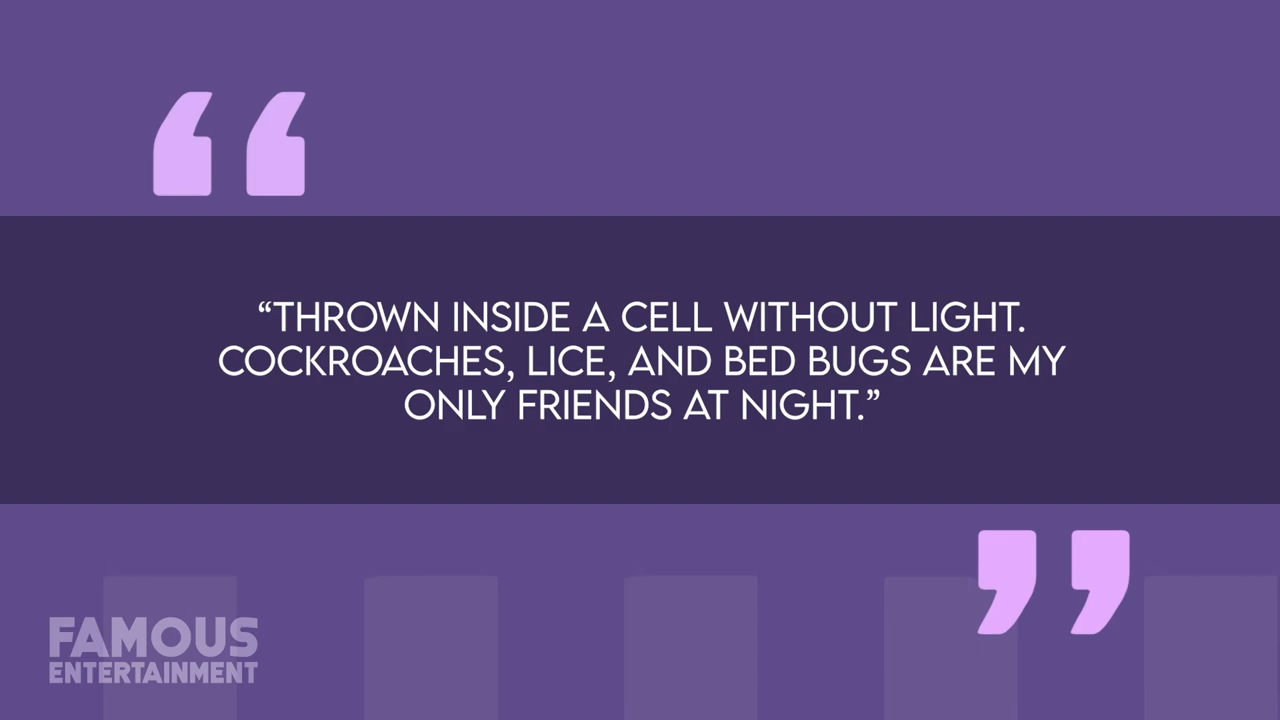 “THROWN INSIDE A CELL WITHOUT LIGHT.
COCKROACHES, LICE, AND BED BUGS ARE MY
ONLY FRIENDS AT NIGHT.”
FAMOUS
ENTERTAINMENT